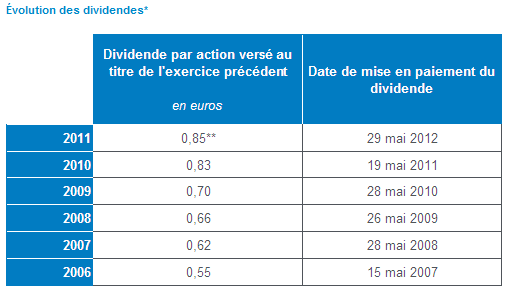 Évolution des dividendes*
Dividende par action versé au
titre de l'exercice précédent
en euros
Date de mise en paiement du
dividende
2011 0,85** 29 mai 2012
2010 0,83 19 mai 2011
2009 0,70 28 mai 2010
2008 0,66 26 mai 2009
2007 0,62 28 mai 2008
2006 0,55 15 mai 2007